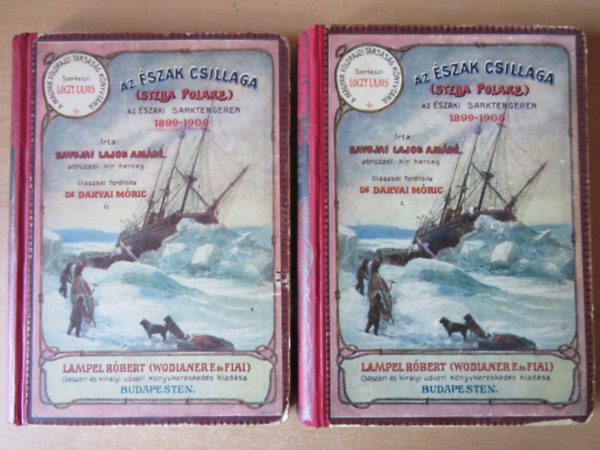 A MAGYAR FÖLDRAJZI TÁRSASÁG KÖNYVTÁRA
Szerkeszti
LÓCZY LAJOS
AZ ÉSZAK CSILLAGA
(STELLA POLARE)
AZ ÉSZAKI SARKTENGEREN
1899-1900
Irta:
SAVOJAI LAJOS AMADÉ,
abruzzói kir. herceg
Olaszból fordította
Dr DARVAI MÓRIC
II.
LAMPEL RÓBERT (WODIANER F. és FIAI)
Császári és királyi udvari könyvkereskedés kiadása
BUDAPESTEN.
A MAGYAR FÖLDRAJZI TÁRSASÁG KÖNYVTÁRA
Szerkeszti
LÓCZY LAJOS
AZ ÉSZAK CSILLAGA
(STELLA POLARE)
AZ ÉSZAKI SARKTENGEREN
1899-1900
Irta:
SAVOJAI LAJOS AMADÉ,
abruzzói kir. herceg
Olaszból fordította
Dr DARVAI MÓRIC
I.
LAMPEL RÓBERT (WODIANER F. és FIAI)
Császári és királyi udvari könyvkereskedés kiadása
BUDAPESTEN.